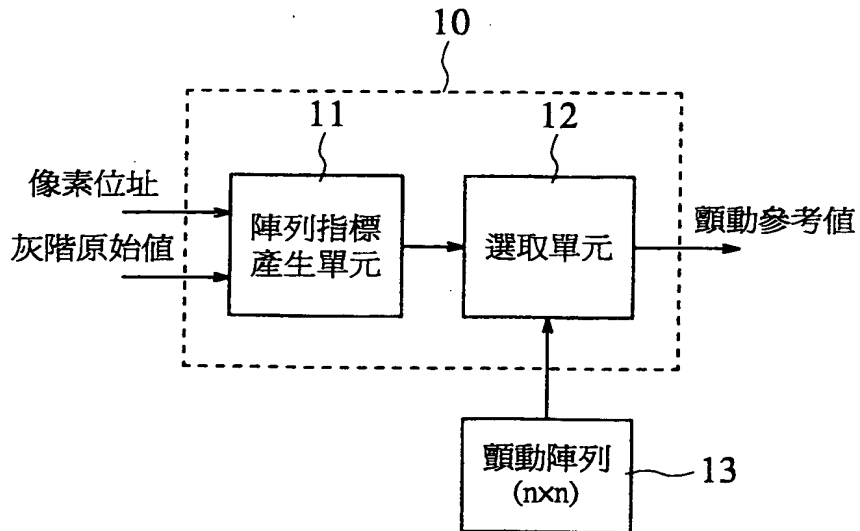 10
11
12
像素位址
灰階原始值
陣列指標
產生單元
選取單元
顫動參考值
顫動陣列
(n×n)
13